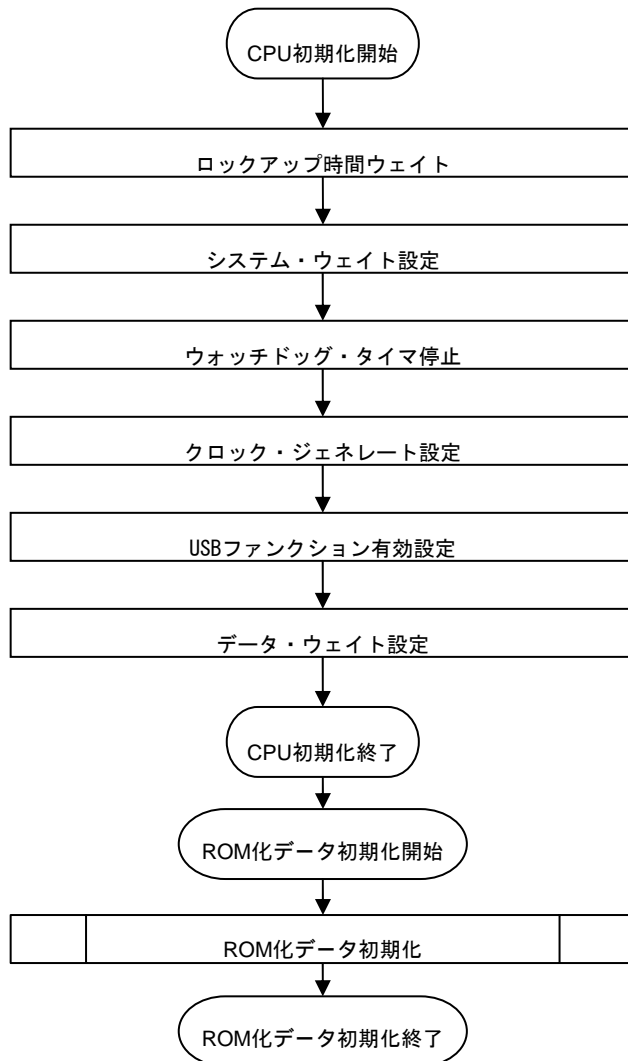 CPU初期化開始
ロックアップ時間ウェイト
システム・ウェイト設定
ウォッチドッグ・タイマ停止
クロック・ジェネレート設定
USBファンクション有効設定
データ・ウェイト設定
CPU初期化終了
ROM化データ初期化開始
ROM化データ初期化
ROM化データ初期化終了